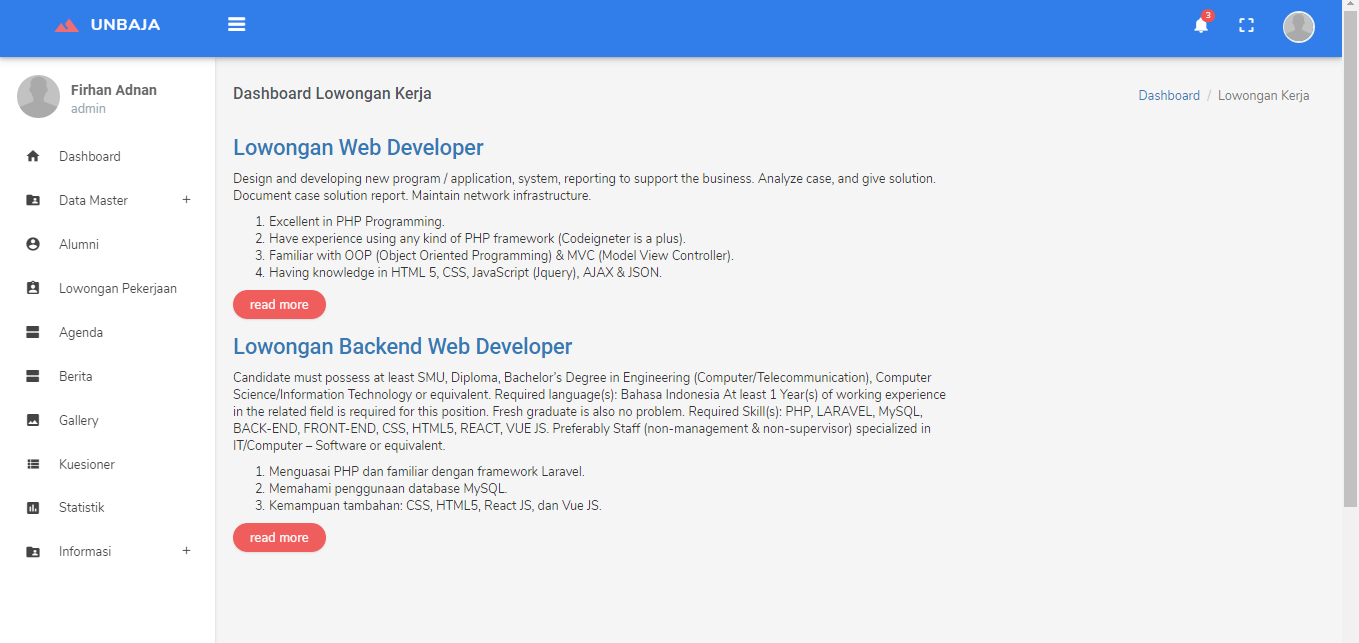 UNBAJA
3
Firhan Adnan
admin
Dashboard
Data Master +
Alumni
Lowongan Pekerjaan
Agenda
Berita
Gallery
Kuesioner
Statistik
Informasi +
Dashboard Lowongan Kerja
Dashboard / Lowongan Kerja
Lowongan Web Developer
Design and developing new program / application, system, reporting to support the business. Analyze case, and give solution.
Document case solution report. Maintain network infrastructure.
1. Excellent in PHP Programming.
2. Have experience using any kind of PHP framework (Codeigneter is a plus).
3. Familiar with OOP (Object Oriented Programming) & MVC (Model View Controller).
4. Having knowledge in HTML 5, CSS, JavaScript (Jquery), AJAX & JSON.
read more
Lowongan Backend Web Developer
Candidate must possess at least SMU, Diploma, Bachelor's Degree in Engineering (Computer/Telecommunication), Computer
Science/Information Technology or equivalent. Required language(s): Bahasa Indonesia At least 1 Year(s) of working experience
in the related field is required for this position. Fresh graduate is also no problem. Required Skill(s): PHP, LARAVEL, MySQL,
BACK-END, FRONT-END, CSS, HTML5, REACT, VUE JS. Preferably Staff (non-management & non-supervisor) specialized in
IT/Computer – Software or equivalent.
1. Menguasai PHP dan familiar dengan framework Laravel.
2. Memahami penggunaan database MySQL.
3. Kemampuan tambahan: CSS, HTML5, React JS, dan Vue JS.
read more